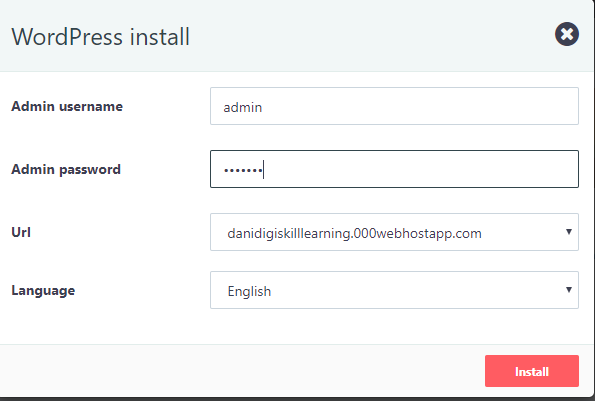 WordPress install
Admin username admin
Admin password •••••••
Url danidigiskilllearning.000webhostapp.com
Language English
Install